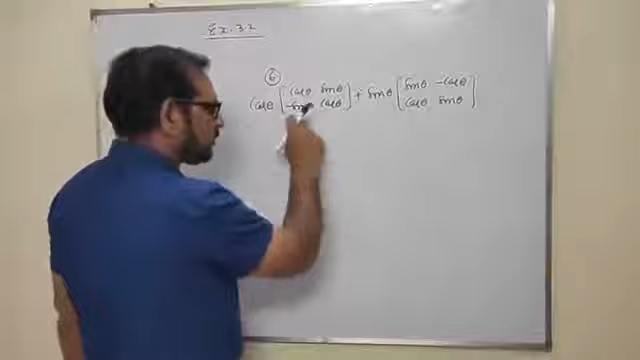 Ex. 3.2
6
Cosθ [ Cosθ Sinθ ] + Sinθ [ Sinθ -Cosθ ]
[ -Sinθ Cosθ ] [ Cosθ Sinθ ]